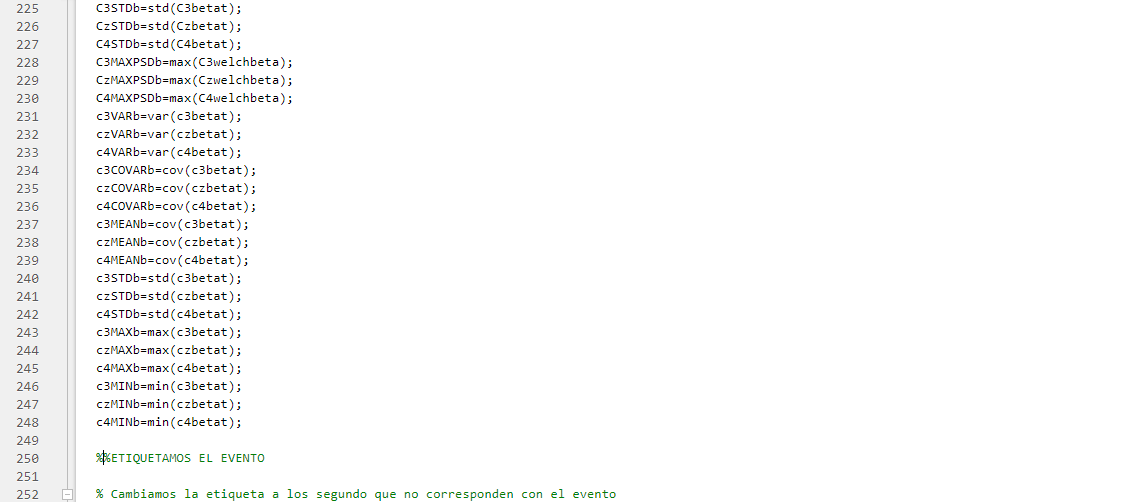 225 C3STDb=std(C3betat);
226 CzSTDb=std(Czbetat);
227 C4STDb=std(C4betat);
228 C3MAXPSDb=max(C3welchbeta);
229 CzMAXPSDb=max(Czwelchbeta);
230 C4MAXPSDb=max(C4welchbeta);
231 c3VARb=var(c3betat);
232 czVARb=var(czbetat);
233 c4VARb=var(c4betat);
234 c3COVARb=cov(c3betat);
235 czCOVARb=cov(czbetat);
236 c4COVARb=cov(c4betat);
237 c3MEANb=cov(c3betat);
238 czMEANb=cov(czbetat);
239 c4MEANb=cov(c4betat);
240 c3STDb=std(c3betat);
241 czSTDb=std(czbetat);
242 c4STDb=std(c4betat);
243 c3MAXb=max(c3betat);
244 czMAXb=max(czbetat);
245 c4MAXb=max(c4betat);
246 c3MINb=min(c3betat);
247 czMINb=min(czbetat);
248 c4MINb=min(c4betat);
249
250 %%ETIQUETAMOS EL EVENTO
251
252 % Cambiamos la etiqueta a los segundo que no corresponden con el evento